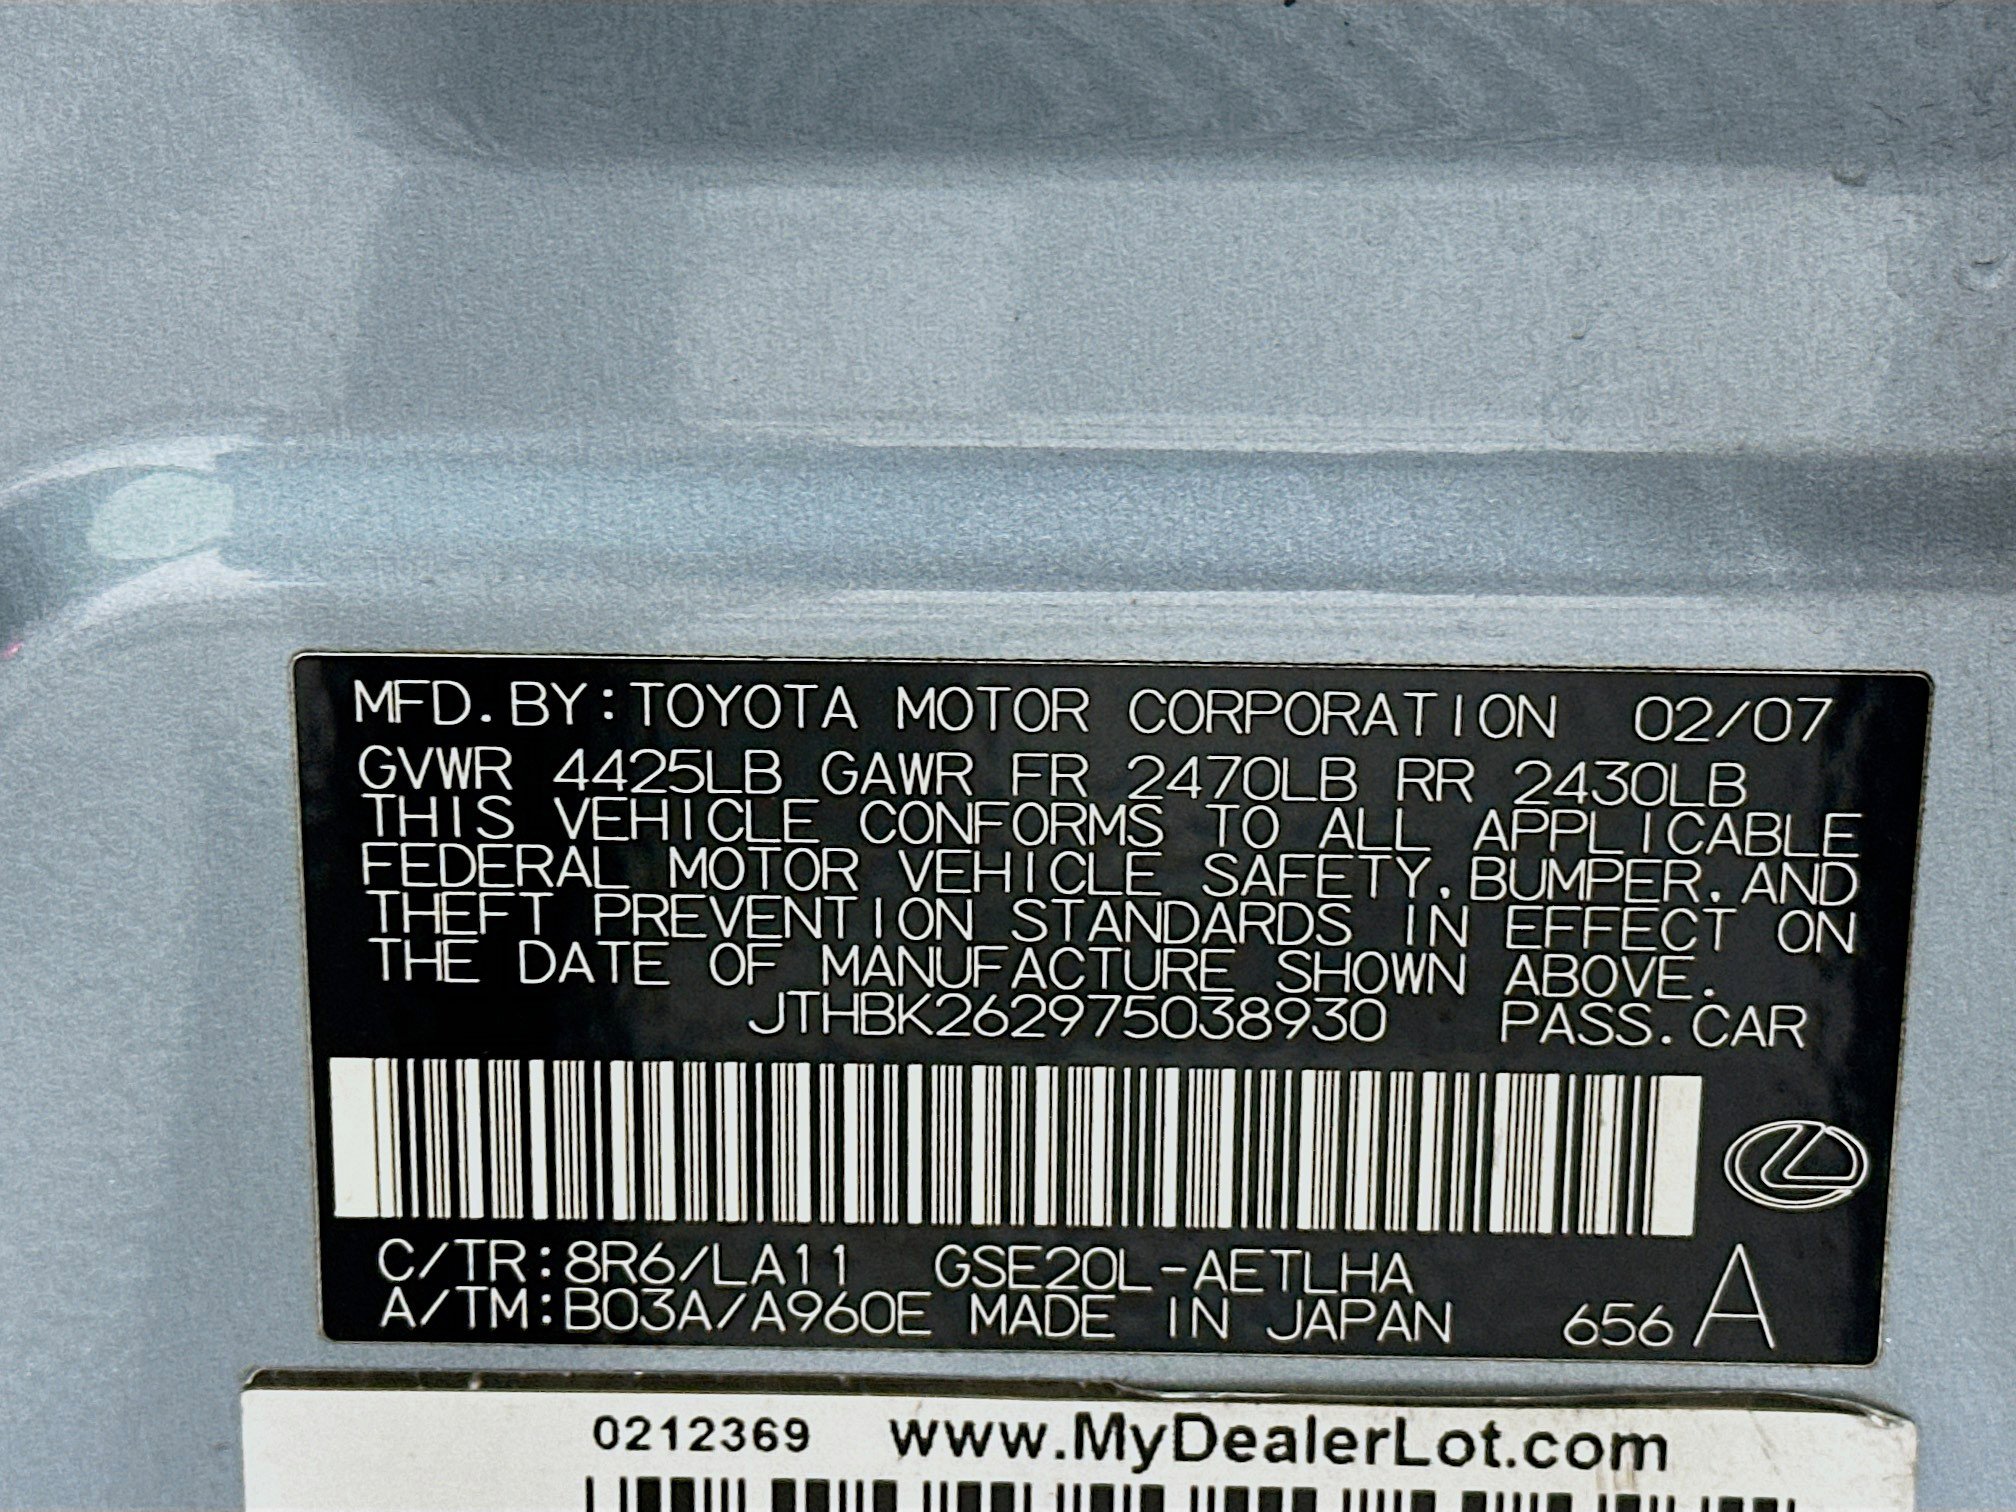 MFD. BY: TOYOTA MOTOR CORPORATION 02/07
GVWR 4425LB GAWR FR 2470LB RR 2430LB
THIS VEHICLE CONFORMS TO ALL APPLICABLE
FEDERAL MOTOR VEHICLE SAFETY, BUMPER, AND
THEFT PREVENTION STANDARDS IN EFFECT ON
THE DATE OF MANUFACTURE SHOWN ABOVE.
JTHBK262975038930 PASS. CAR
C/TR: 8R6/LA11 GSE20L-AETLHA
A/TM: B03A/A960E MADE IN JAPAN 656 A
0212369 www.MyDealerLot.com